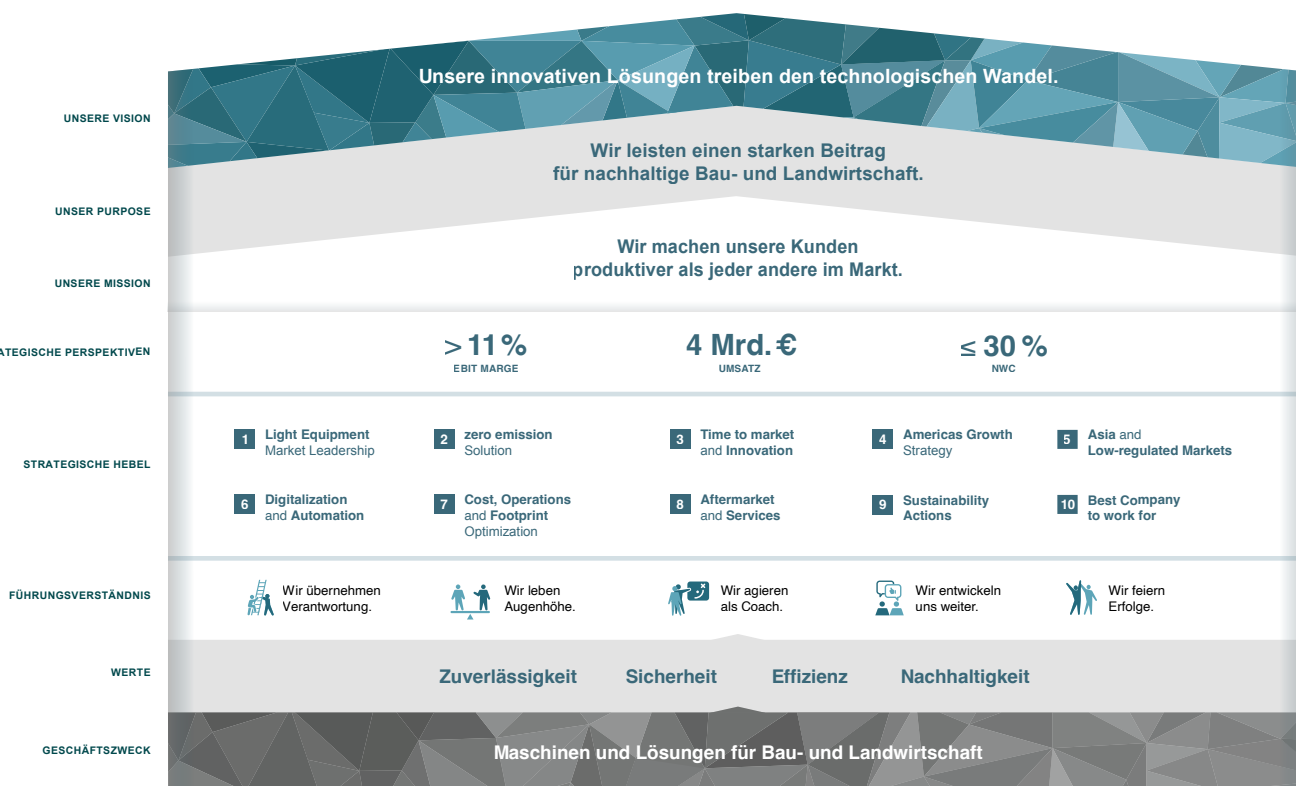 Unsere innovativen Lösungen treiben den technologischen Wandel.
UNSERE VISION
Wir leisten einen starken Beitrag
für nachhaltige Bau- und Landwirtschaft.
UNSER PURPOSE
Wir machen unsere Kunden
produktiver als jeder andere im Markt.
UNSERE MISSION
ATEGISCHE PERSPEKTIVEN
> 11 %
EBIT MARGE
4 Mrd. €
UMSATZ
≤ 30 %
NWC
STRATEGISCHE HEBEL
1 Light Equipment
Market Leadership
2 zero emission
Solution
3 Time to market
and Innovation
4 Americas Growth
Strategy
5 Asia and
Low-regulated Markets
6 Digitalization
and Automation
7 Cost, Operations
and Footprint
Optimization
8 Aftermarket
and Services
9 Sustainability
Actions
10 Best Company
to work for
FÜHRUNGSVERSTÄNDNIS
Wir übernehmen
Verantwortung.
Wir leben
Augenhöhe.
Wir agieren
als Coach.
Wir entwickeln
uns weiter.
Wir feiern
Erfolge.
WERTE
Zuverlässigkeit Sicherheit Effizienz Nachhaltigkeit
GESCHÄFTSZWECK
Maschinen und Lösungen für Bau- und Landwirtschaft